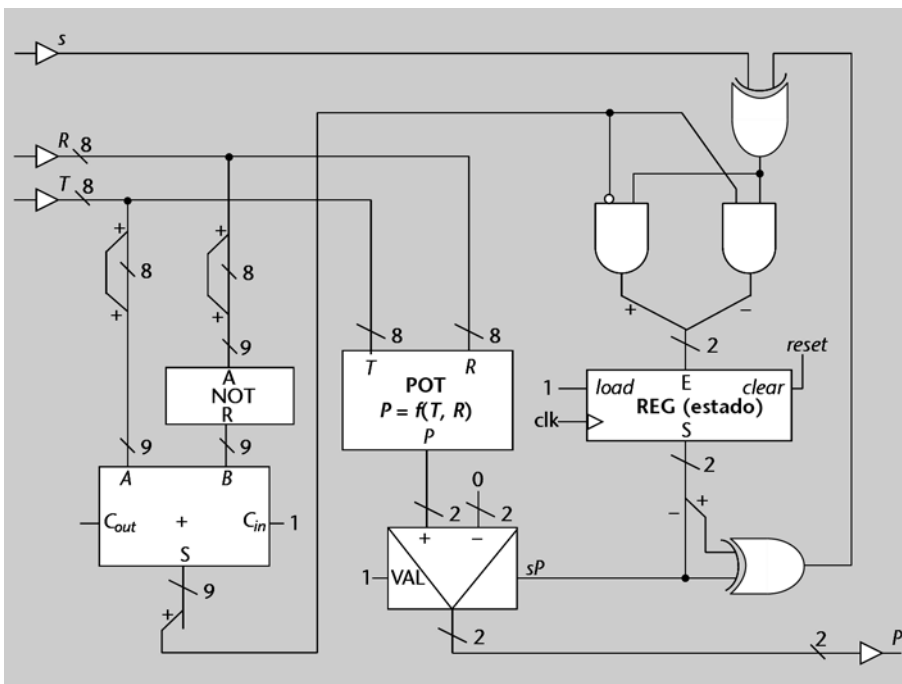 s
R 8
T 8
+ +
8 8
+ +
9
A
NOT
R
9 9
A B
Cout + Cin 1
S
9
+
8 8
T R
POT
P = f(T, R)
P
0
2 2
+ −
1 VAL sP
2
+ −
2
reset
1 load E clear
clk REG (estado)
S
2
− +
2 P